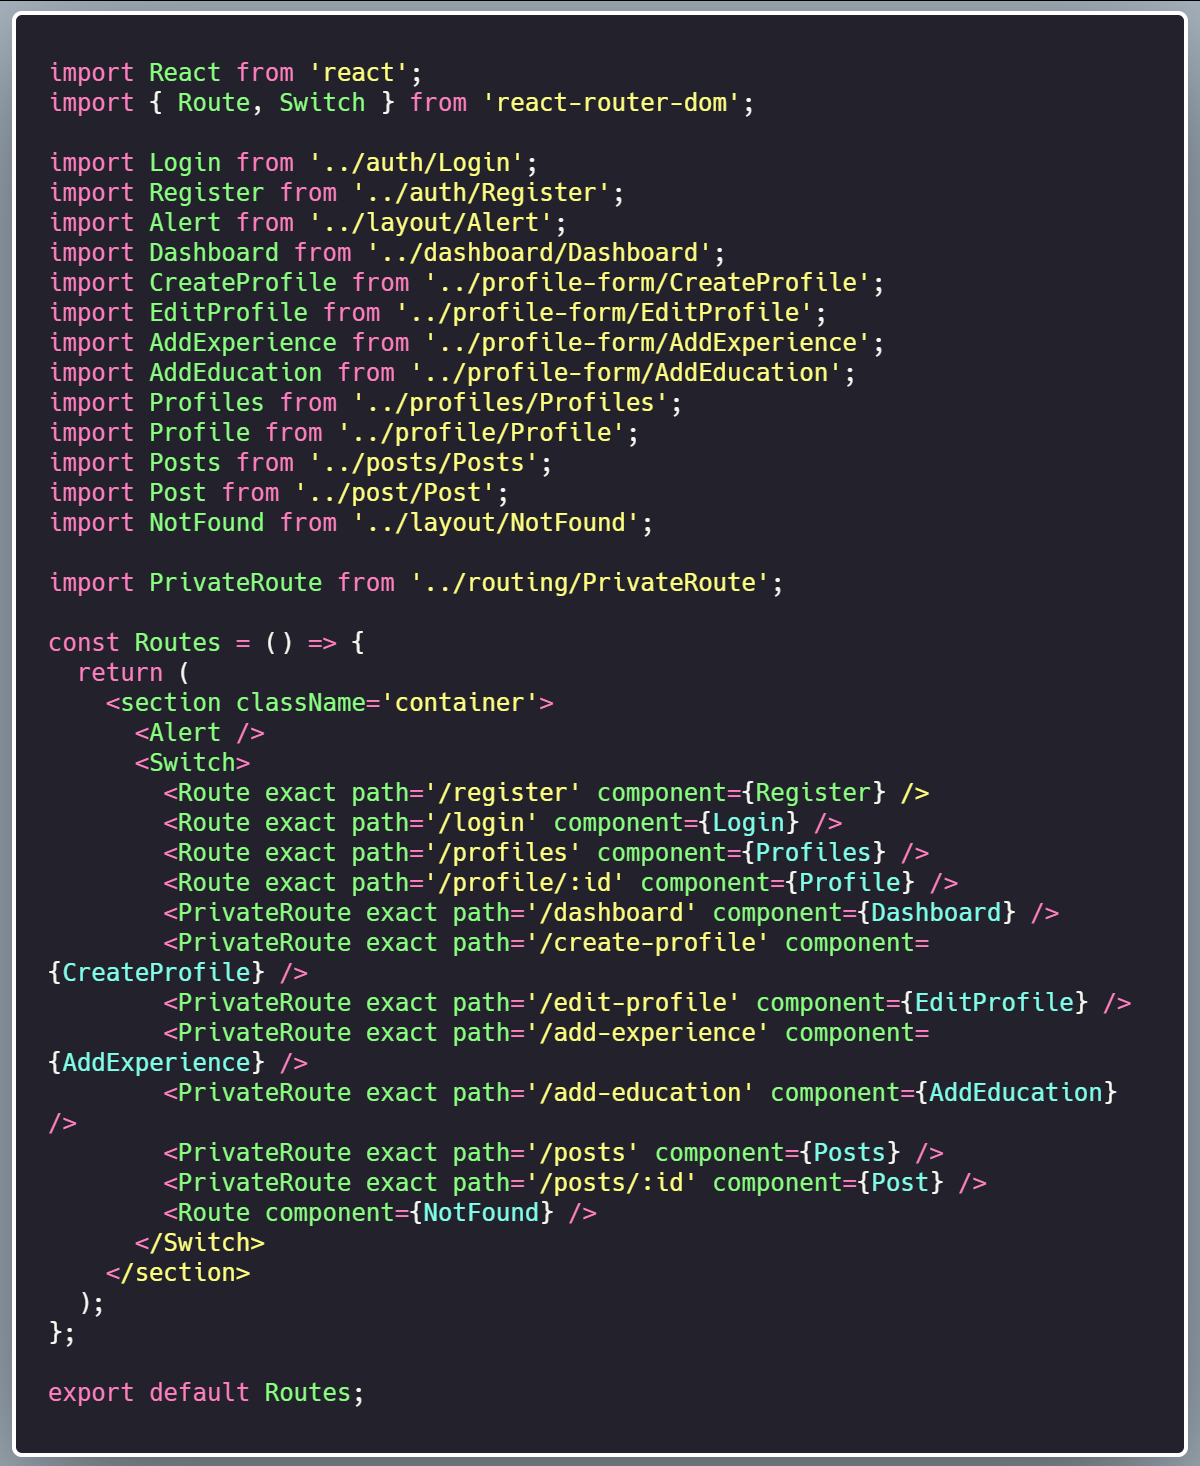 import React from 'react';
import { Route, Switch } from 'react-router-dom';

import Login from '../auth/Login';
import Register from '../auth/Register';
import Alert from '../layout/Alert';
import Dashboard from '../dashboard/Dashboard';
import CreateProfile from '../profile-form/CreateProfile';
import EditProfile from '../profile-form/EditProfile';
import AddExperience from '../profile-form/AddExperience';
import AddEducation from '../profile-form/AddEducation';
import Profiles from '../profiles/Profiles';
import Profile from '../profile/Profile';
import Posts from '../posts/Posts';
import Post from '../post/Post';
import NotFound from '../layout/NotFound';

import PrivateRoute from '../routing/PrivateRoute';

const Routes = () => {
  return (
    <section className='container'>
      <Alert />
      <Switch>
        <Route exact path='/register' component={Register} />
        <Route exact path='/login' component={Login} />
        <Route exact path='/profiles' component={Profiles} />
        <Route exact path='/profile/:id' component={Profile} />
        <PrivateRoute exact path='/dashboard' component={Dashboard} />
        <PrivateRoute exact path='/create-profile' component=
{CreateProfile} />
        <PrivateRoute exact path='/edit-profile' component={EditProfile} />
        <PrivateRoute exact path='/add-experience' component=
{AddExperience} />
        <PrivateRoute exact path='/add-education' component={AddEducation}
/>
        <PrivateRoute exact path='/posts' component={Posts} />
        <PrivateRoute exact path='/posts/:id' component={Post} />
        <Route component={NotFound} />
      </Switch>
    </section>
  );
};

export default Routes;